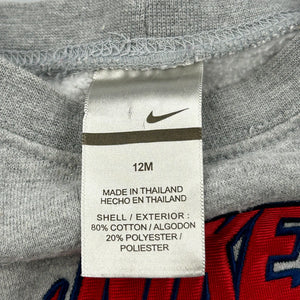 12M
MADE IN THAILAND
HECHO EN THAILAND
SHELL / EXTERIOR :
80% COTTON / ALGODON
20% POLYESTER /
POLIESTER